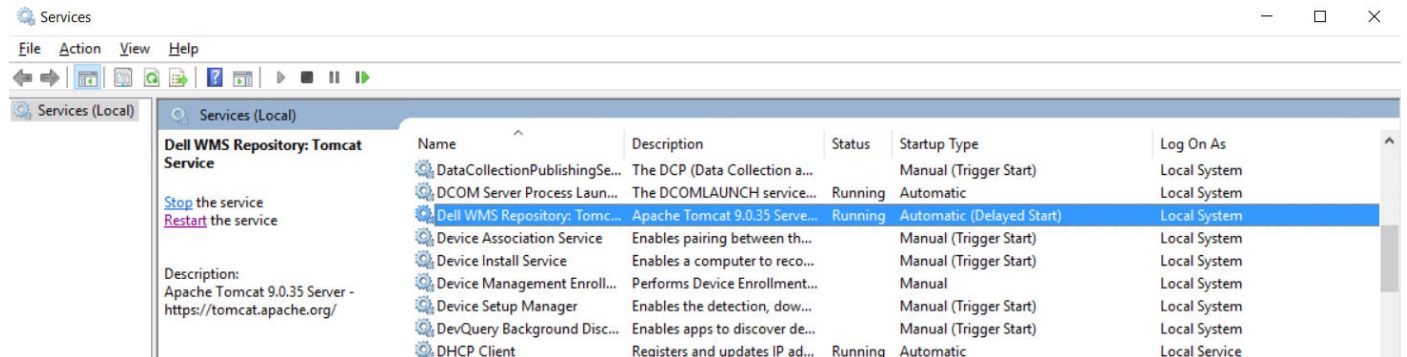 Services
File Action View Help
Services (Local)
Services (Local)
Dell WMS Repository: Tomcat
Service
Stop the service
Restart the service
Description:
Apache Tomcat 9.0.35 Server -
https://tomcat.apache.org/
Name Description Status Startup Type Log On As
DataCollectionPublishingSe... The DCP (Data Collection a... Manual (Trigger Start) Local System
DCOM Server Process Laun... The DCOMLAUNCH service... Running Automatic Local System
Dell WMS Repository: Tomc... Apache Tomcat 9.0.35 Serve... Running Automatic (Delayed Start) Local System
Device Association Service Enables pairing between th... Manual (Trigger Start) Local System
Device Install Service Enables a computer to reco... Manual (Trigger Start) Local System
Device Management Enroll... Performs Device Enrollment... Manual Local System
Device Setup Manager Enables the detection, dow... Manual (Trigger Start) Local System
DevQuery Background Disc... Enables apps to discover de... Manual (Trigger Start) Local System
DHCP Client Registers and updates IP ad... Running Automatic Local Service